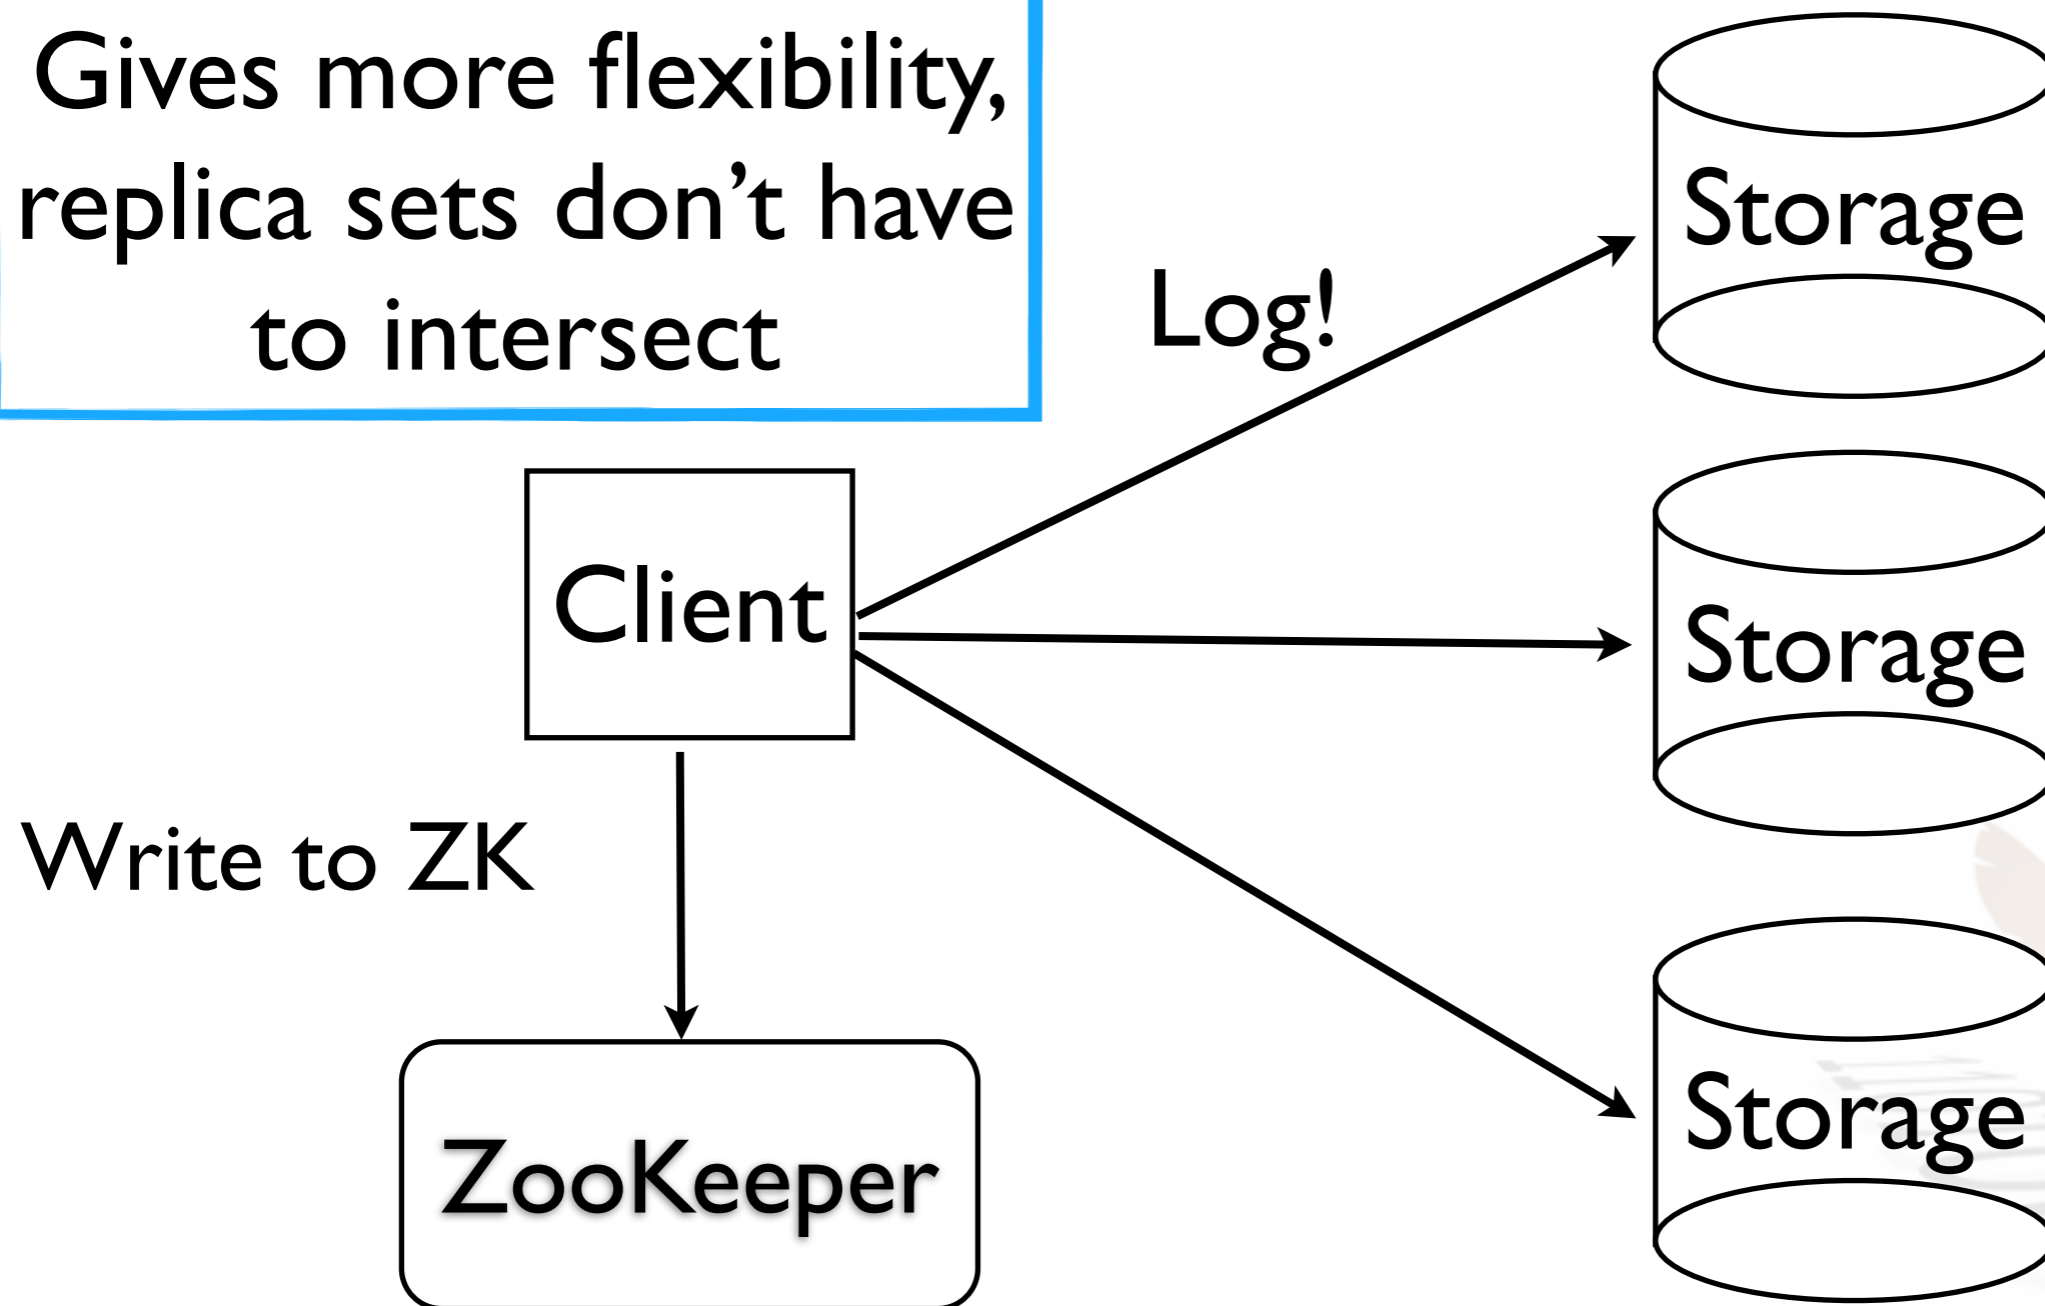 Gives more flexibility,
replica sets don’t have
to intersect
Log!
Storage
Client
Storage
Write to ZK
ZooKeeper
Storage